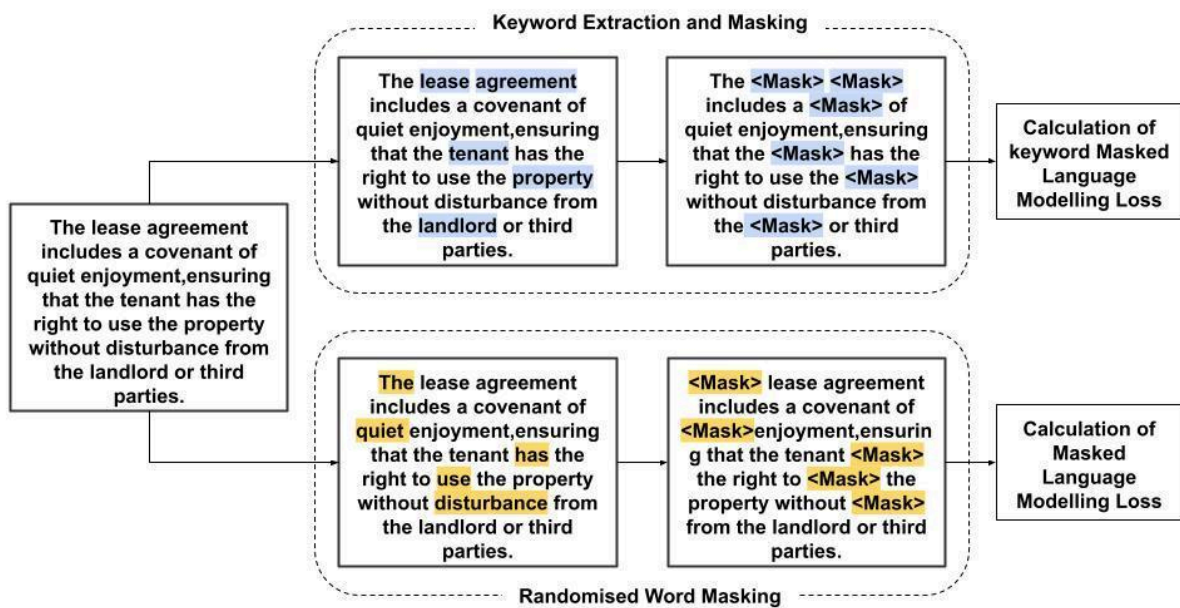 Keyword Extraction and Masking
The lease agreement
includes a covenant of
quiet enjoyment,ensuring
that the tenant has the
right to use the property
without disturbance from
the landlord or third
parties.
The lease agreement
includes a covenant of
quiet enjoyment,ensuring
that the tenant has the
right to use the property
without disturbance from
the landlord or third
parties.
The <Mask> <Mask>
includes a <Mask> of
quiet enjoyment,ensuring
that the <Mask> has the
right to use the <Mask>
without disturbance from
the <Mask> or third
parties.
Calculation of
keyword Masked
Language
Modelling Loss
The lease agreement
includes a covenant of
quiet enjoyment,ensuring
that the tenant has the
right to use the property
without disturbance from
the landlord or third
parties.
<Mask> lease agreement
includes a covenant of
<Mask>enjoyment,ensurin
g that the tenant <Mask>
the right to <Mask> the
property without <Mask>
from the landlord or third
parties.
Calculation of
Masked
Language
Modelling Loss
Randomised Word Masking